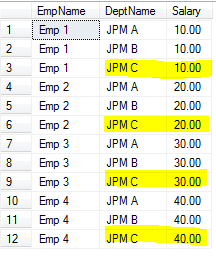 EmpName DeptName Salary
1 Emp 1 JPM A 10.00
2 Emp 1 JPM B 10.00
3 Emp 1 JPM C 10.00
4 Emp 2 JPM A 20.00
5 Emp 2 JPM B 20.00
6 Emp 2 JPM C 20.00
7 Emp 3 JPM A 30.00
8 Emp 3 JPM B 30.00
9 Emp 3 JPM C 30.00
10 Emp 4 JPM A 40.00
11 Emp 4 JPM B 40.00
12 Emp 4 JPM C 40.00